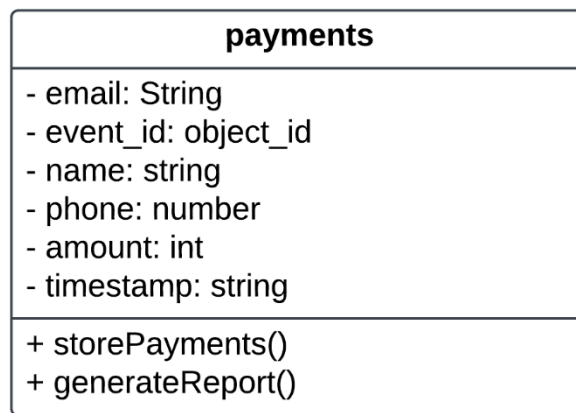 payments
- email: String
- event_id: object_id
- name: string
- phone: number
- amount: int
- timestamp: string
+ storePayments()
+ generateReport()